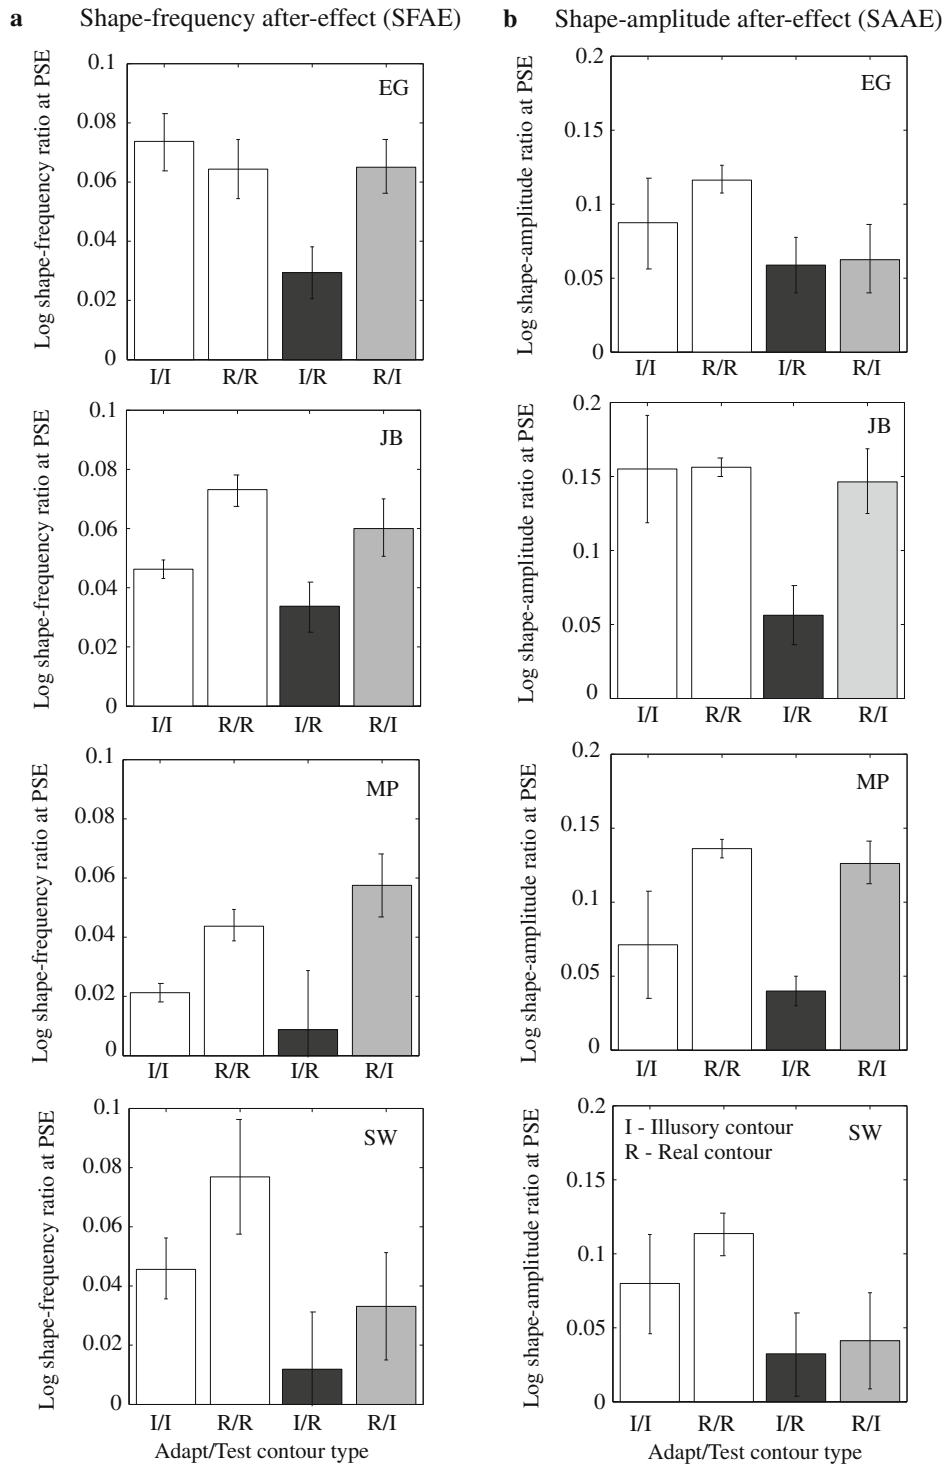 a Shape-frequency after-effect (SFAE)
b Shape-amplitude after-effect (SAAE)
Log shape-frequency ratio at PSE
0.1
0.08
0.06
0.04
0.02
0
EG
I/I R/R I/R R/I
Log shape-amplitude ratio at PSE
0.2
0.15
0.1
0.05
0
EG
I/I R/R I/R R/I
Log shape-frequency ratio at PSE
0.1
0.08
0.06
0.04
0.02
0
JB
I/I R/R I/R R/I
Log shape-amplitude ratio at PSE
0.2
0.15
0.1
0.05
0
JB
I/I R/R I/R R/I
Log shape-frequency ratio at PSE
0.1
0.08
0.06
0.04
0.02
0
MP
I/I R/R I/R R/I
Log shape-amplitude ratio at PSE
0.2
0.15
0.1
0.05
0
MP
I/I R/R I/R R/I
Log shape-frequency ratio at PSE
0.1
0.08
0.06
0.04
0.02
0
SW
I/I R/R I/R R/I
Adapt/Test contour type
Log shape-amplitude ratio at PSE
0.2
0.15
0.1
0.05
0
I - Illusory contour
R - Real contour
SW
I/I R/R I/R R/I
Adapt/Test contour type